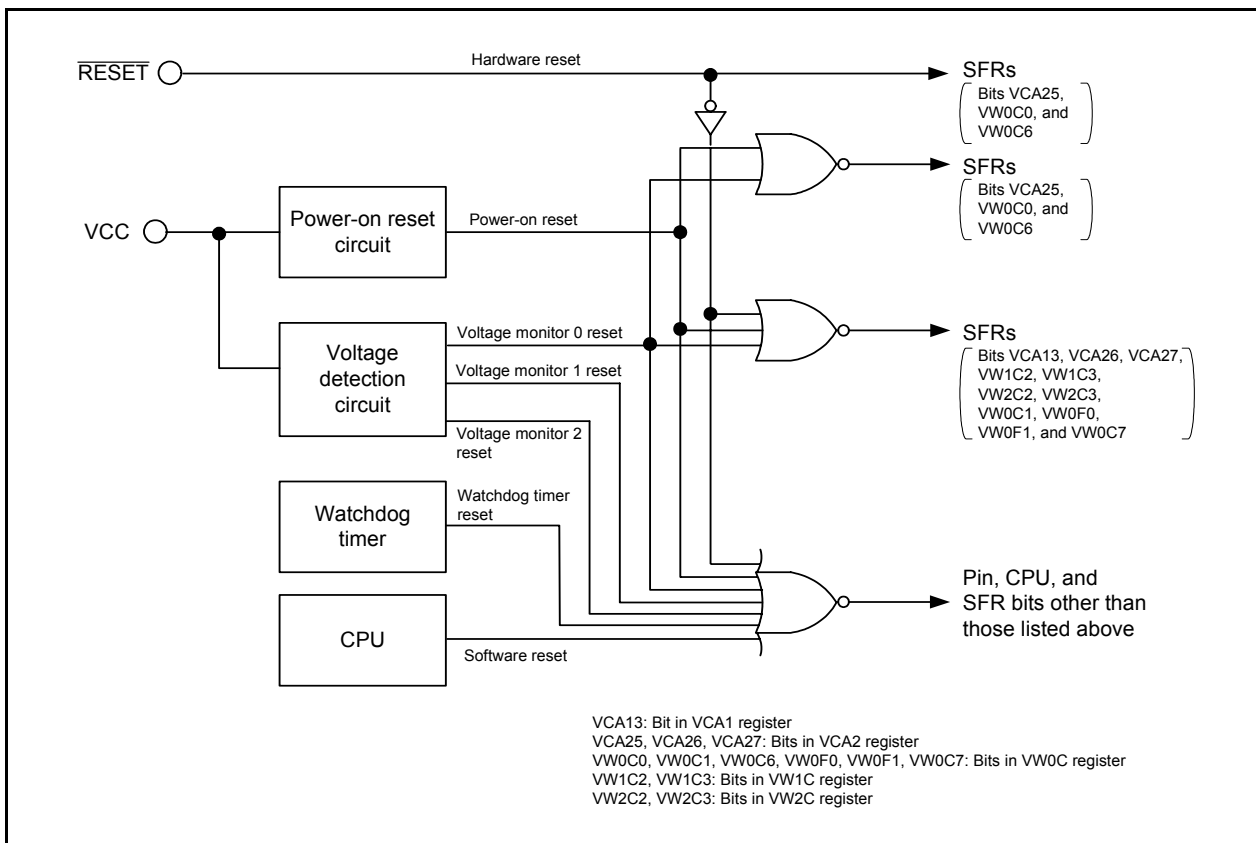 RESET
Hardware reset
SFRs
Bits VCA25,
VW0C0, and
VW0C6
SFRs
Bits VCA25,
VW0C0, and
VW0C6
VCC
Power-on reset
circuit
Power-on reset
Voltage
detection
circuit
Voltage monitor 0 reset
Voltage monitor 1 reset
Voltage monitor 2
reset
SFRs
Bits VCA13, VCA26, VCA27,
VW1C2, VW1C3,
VW2C2, VW2C3,
VW0C1, VW0F0,
VW0F1, and VW0C7
Watchdog
timer
Watchdog timer
reset
CPU
Software reset
Pin, CPU, and
SFR bits other than
those listed above
VCA13: Bit in VCA1 register
VCA25, VCA26, VCA27: Bits in VCA2 register
VW0C0, VW0C1, VW0C6, VW0F0, VW0F1, VW0C7: Bits in VW0C register
VW1C2, VW1C3: Bits in VW1C register
VW2C2, VW2C3: Bits in VW2C register